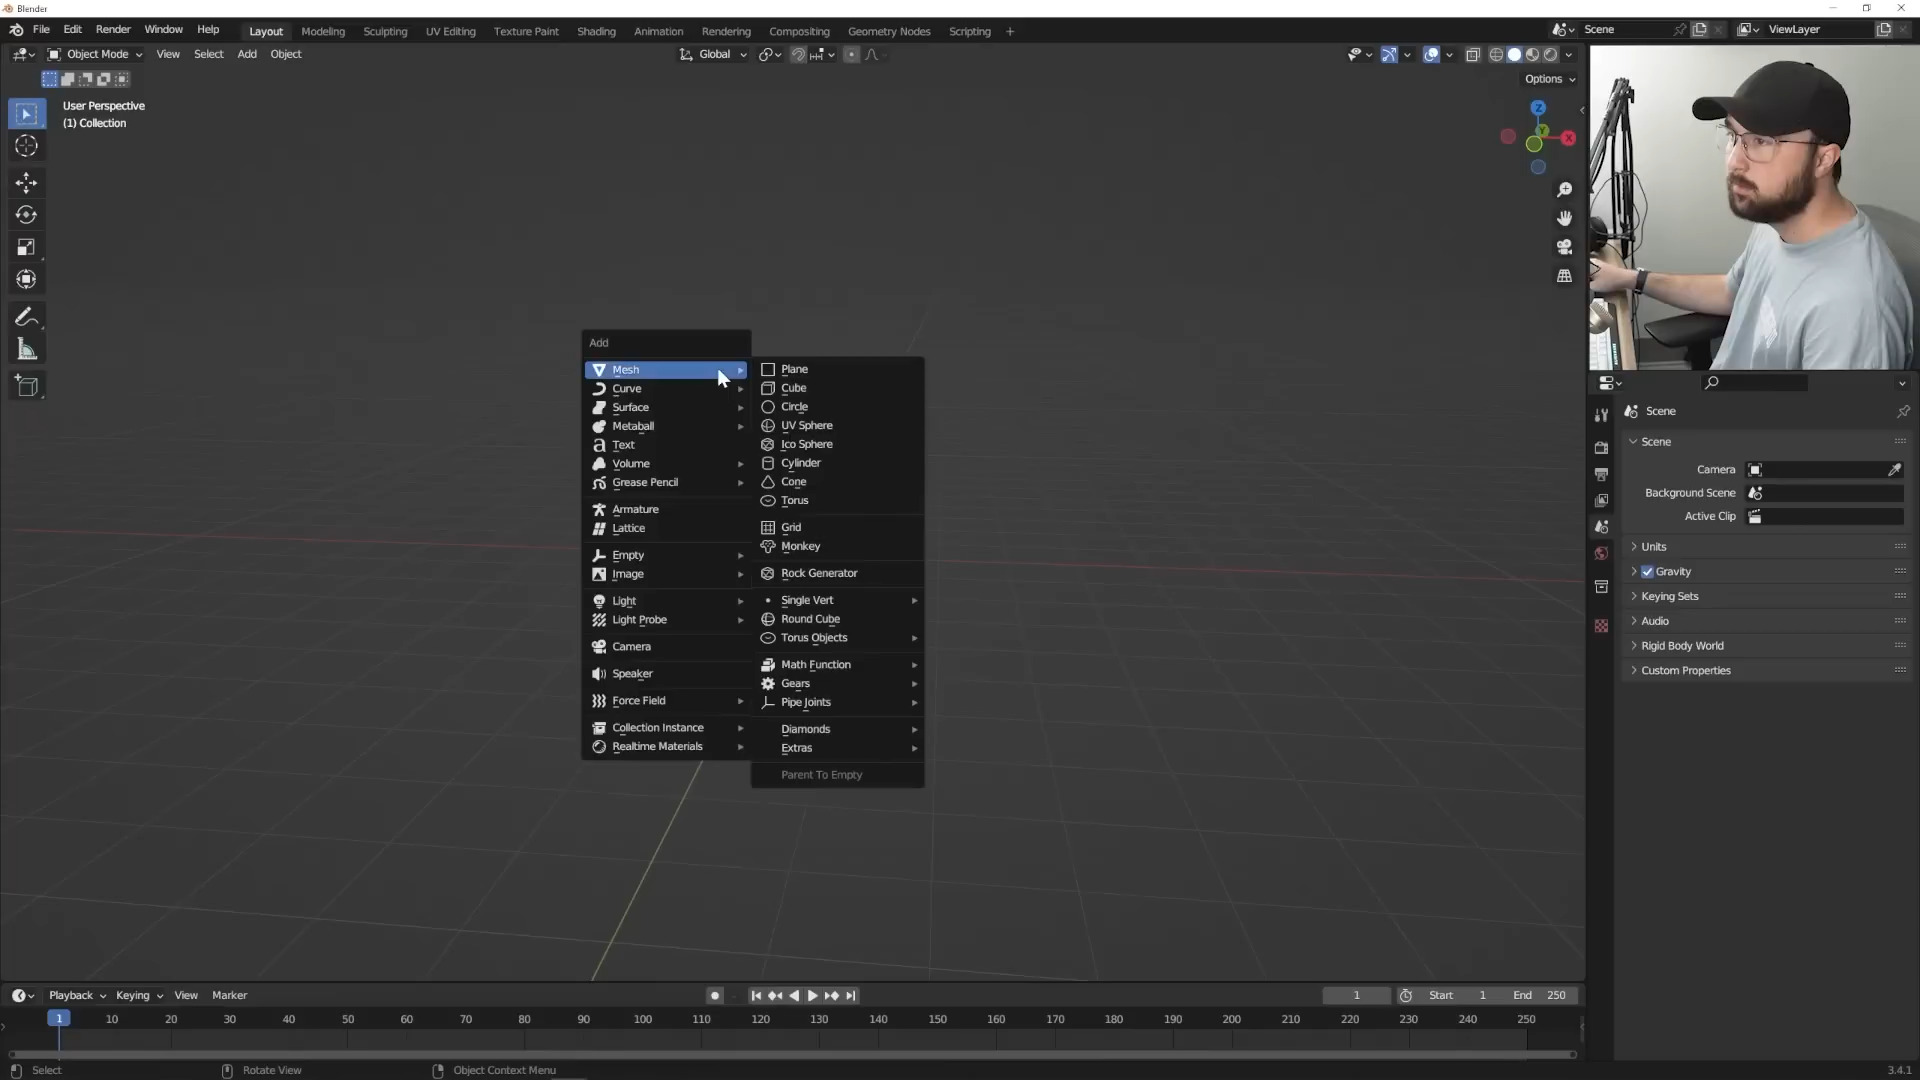 Blender
File Edit Render Window Help Layout Modeling Sculpting UV Editing Texture Paint Shading Animation Rendering Compositing Geometry Nodes Scripting + Scene ViewLayer
Object Mode View Select Add Object Global
Options
User Perspective
(1) Collection
Z
Y
X
Add
Mesh
Curve
Surface
Metaball
Text
Volume
Grease Pencil
Armature
Lattice
Empty
Image
Light
Light Probe
Camera
Speaker
Force Field
Collection Instance
Realtime Materials
Plane
Cube
Circle
UV Sphere
Ico Sphere
Cylinder
Cone
Torus
Grid
Monkey
Rock Generator
Single Vert
Round Cube
Torus Objects
Math Function
Gears
Pipe Joints
Diamonds
Extras
Parent To Empty
Scene
Scene
Camera
Background Scene
Active Clip
Units
Gravity
Keying Sets
Audio
Rigid Body World
Custom Properties
Playback Keying View Marker 1 Start 1 End 250
1 10 20 30 40 50 60 70 80 90 100 110 120 130 140 150 160 170 180 190 200 210 220 230 240 250
Select Rotate View Object Context Menu 3.4.1